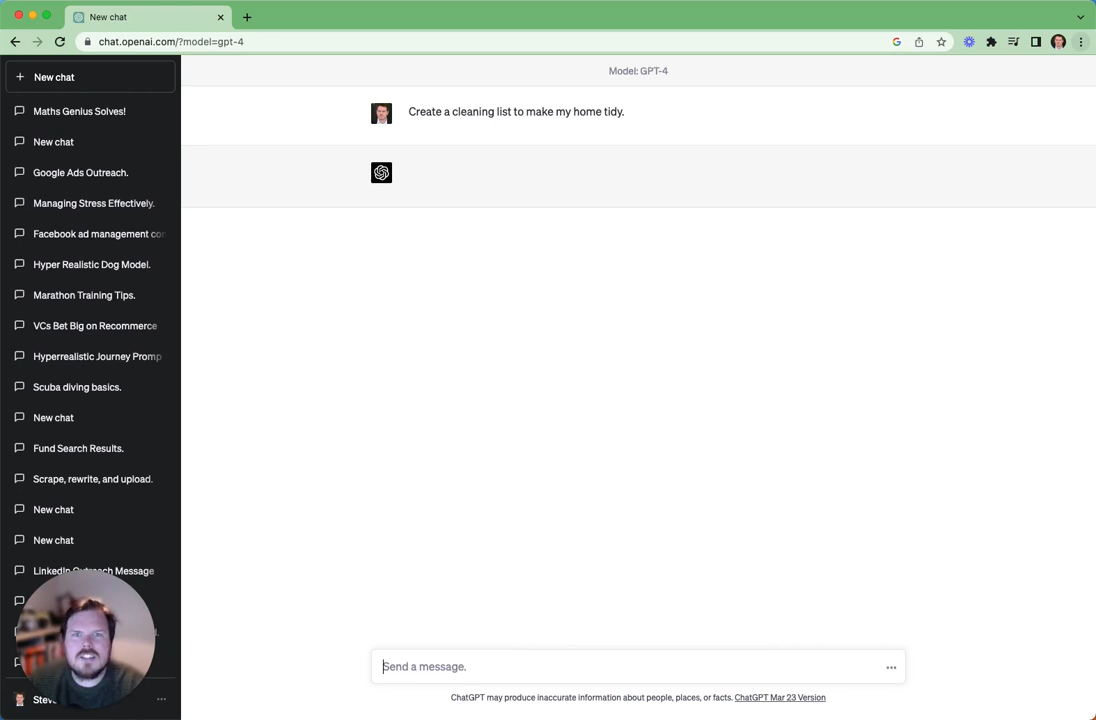 New chat
chat.openai.com/?model=gpt-4
New chat
Model: GPT-4
Maths Genius Solves!
Create a cleaning list to make my home tidy.
New chat
Google Ads Outreach.
Managing Stress Effectively.
Facebook ad management con
Hyper Realistic Dog Model.
Marathon Training Tips.
VCs Bet Big on Recommerce
Hyperrealistic Journey Promp
Scuba diving basics.
New chat
Fund Search Results.
Scrape, rewrite, and upload.
New chat
New chat
LinkedIn Outreach Message
Send a message.
ChatGPT may produce inaccurate information about people, places, or facts. ChatGPT Mar 23 Version